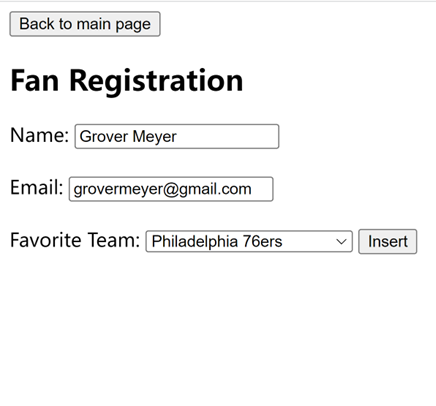 Back to main page
Fan Registration
Name: Grover Meyer
Email: grovermeyer@gmail.com
Favorite Team: Philadelphia 76ers Insert